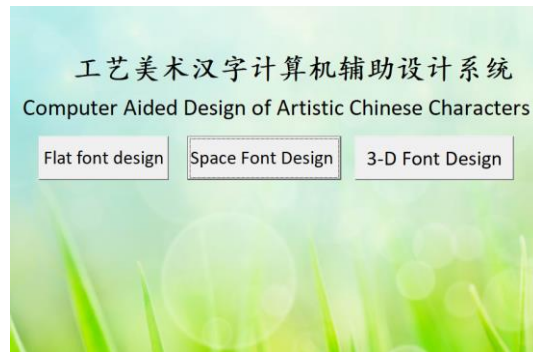 工艺美术汉字计算机辅助设计系统
Computer Aided Design of Artistic Chinese Characters
Flat font design Space Font Design 3-D Font Design